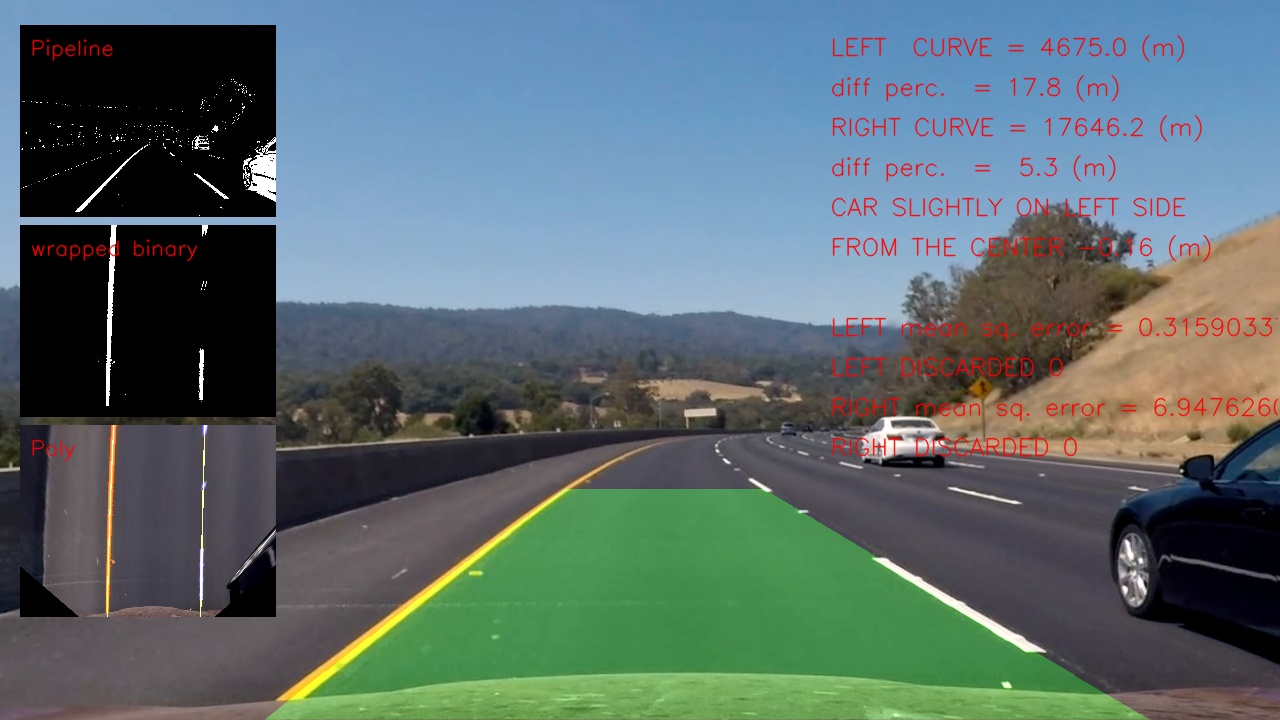 Pipeline
wrapped binary
Poly
LEFT CURVE = 4675.0 (m)
diff perc. = 17.8 (m)
RIGHT CURVE = 17646.2 (m)
diff perc. = 5.3 (m)
CAR SLIGHTLY ON LEFT SIDE
FROM THE CENTER -0.16 (m)
LEFT mean sq. error = 0.3159033
LEFT DISCARDED 0
RIGHT mean sq. error = 6.947626
RIGHT DISCARDED 0